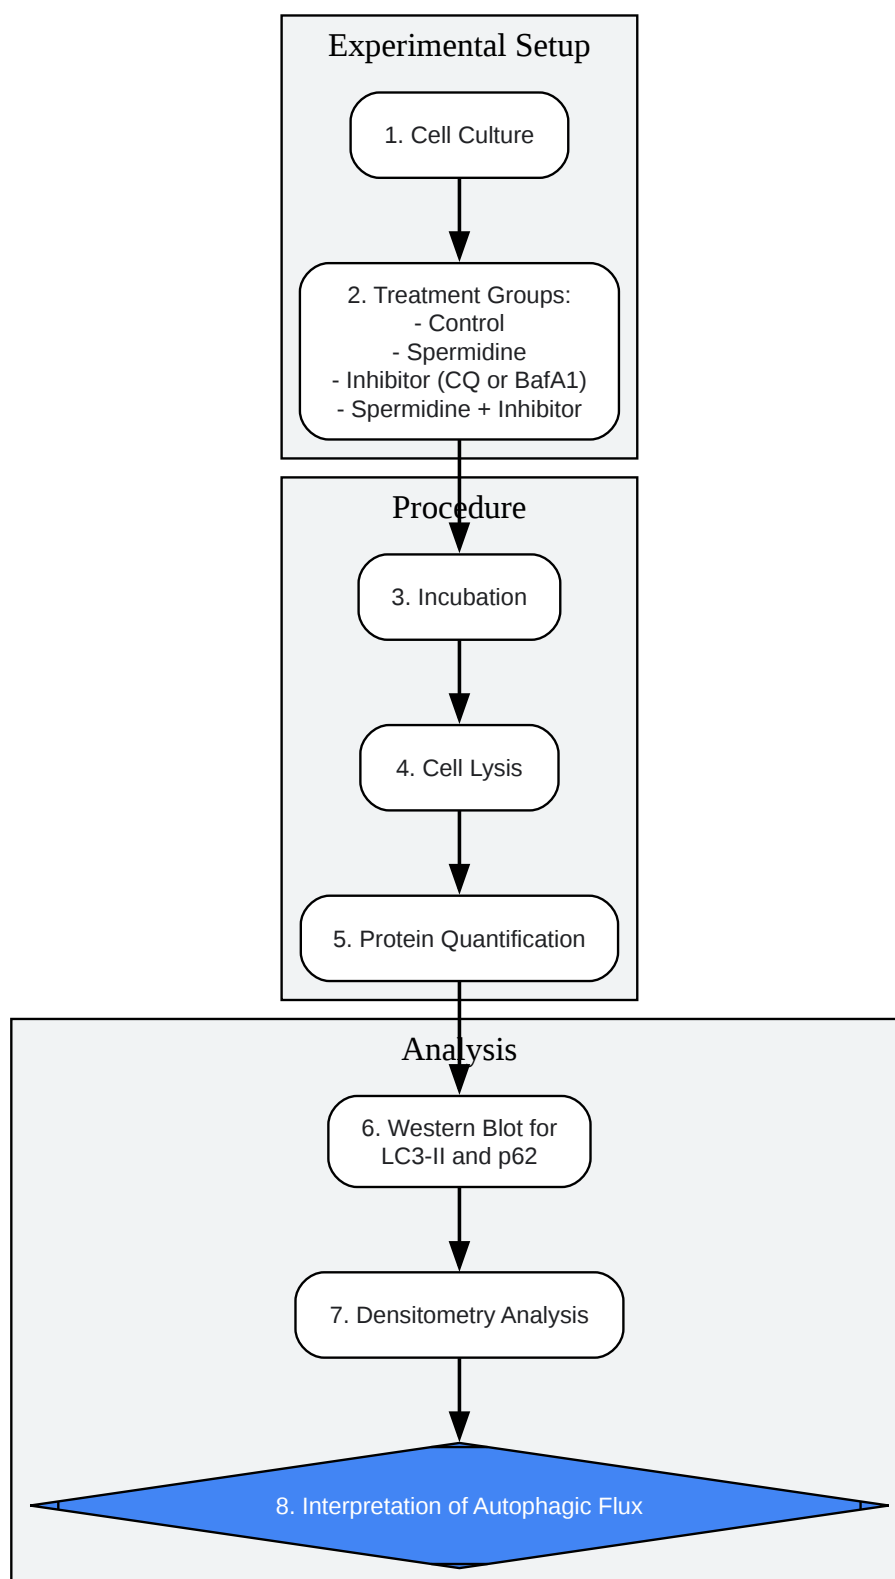 Experimental Setup
1. Cell Culture
2. Treatment Groups:
- Control
- Spermidine
- Inhibitor (CQ or BafA1)
- Spermidine + Inhibitor
Procedure
3. Incubation
4. Cell Lysis
5. Protein Quantification
Analysis
6. Western Blot for
LC3-II and p62
7. Densitometry Analysis
8. Interpretation of Autophagic Flux